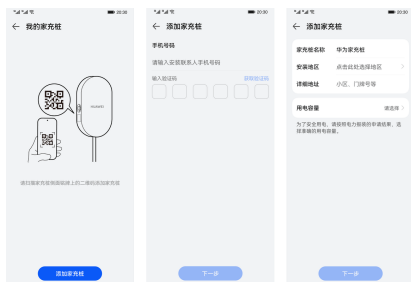 00:30
← 我的家充桩
HUAWEI
请扫描家充桩侧面铭牌上的二维码添加家充桩
添加家充桩
00:30
← 添加家充桩
手机号码
请输入安装联系人手机号码
输入验证码 获取验证码
下一步
00:30
← 添加家充桩
家充桩名称 华为家充桩
安装地区 点击此处选择地区
详细地址 小区、门牌号等
用电容量 请选择
为了安全用电，请按照电力报装的申请结果，选
择准确的用电容量。
下一步